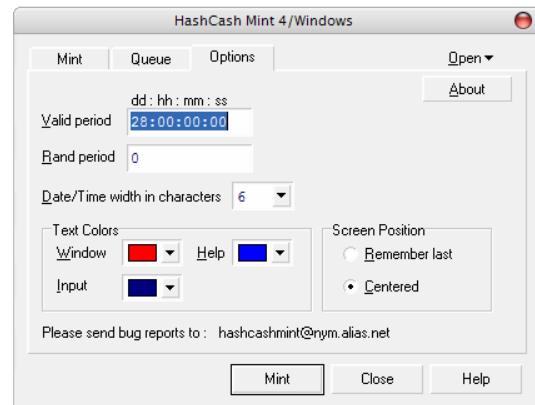 HashCash Mint 4/Windows
Mint Queue Options Open
About
dd : hh : mm : ss
Valid period 28:00:00:00
Rand period 0
Date/Time width in characters 6
Text Colors Screen Position
Window Help Remember last
Input Centered
Please send bug reports to : hashcashmint@nym.alias.net
Mint Close Help